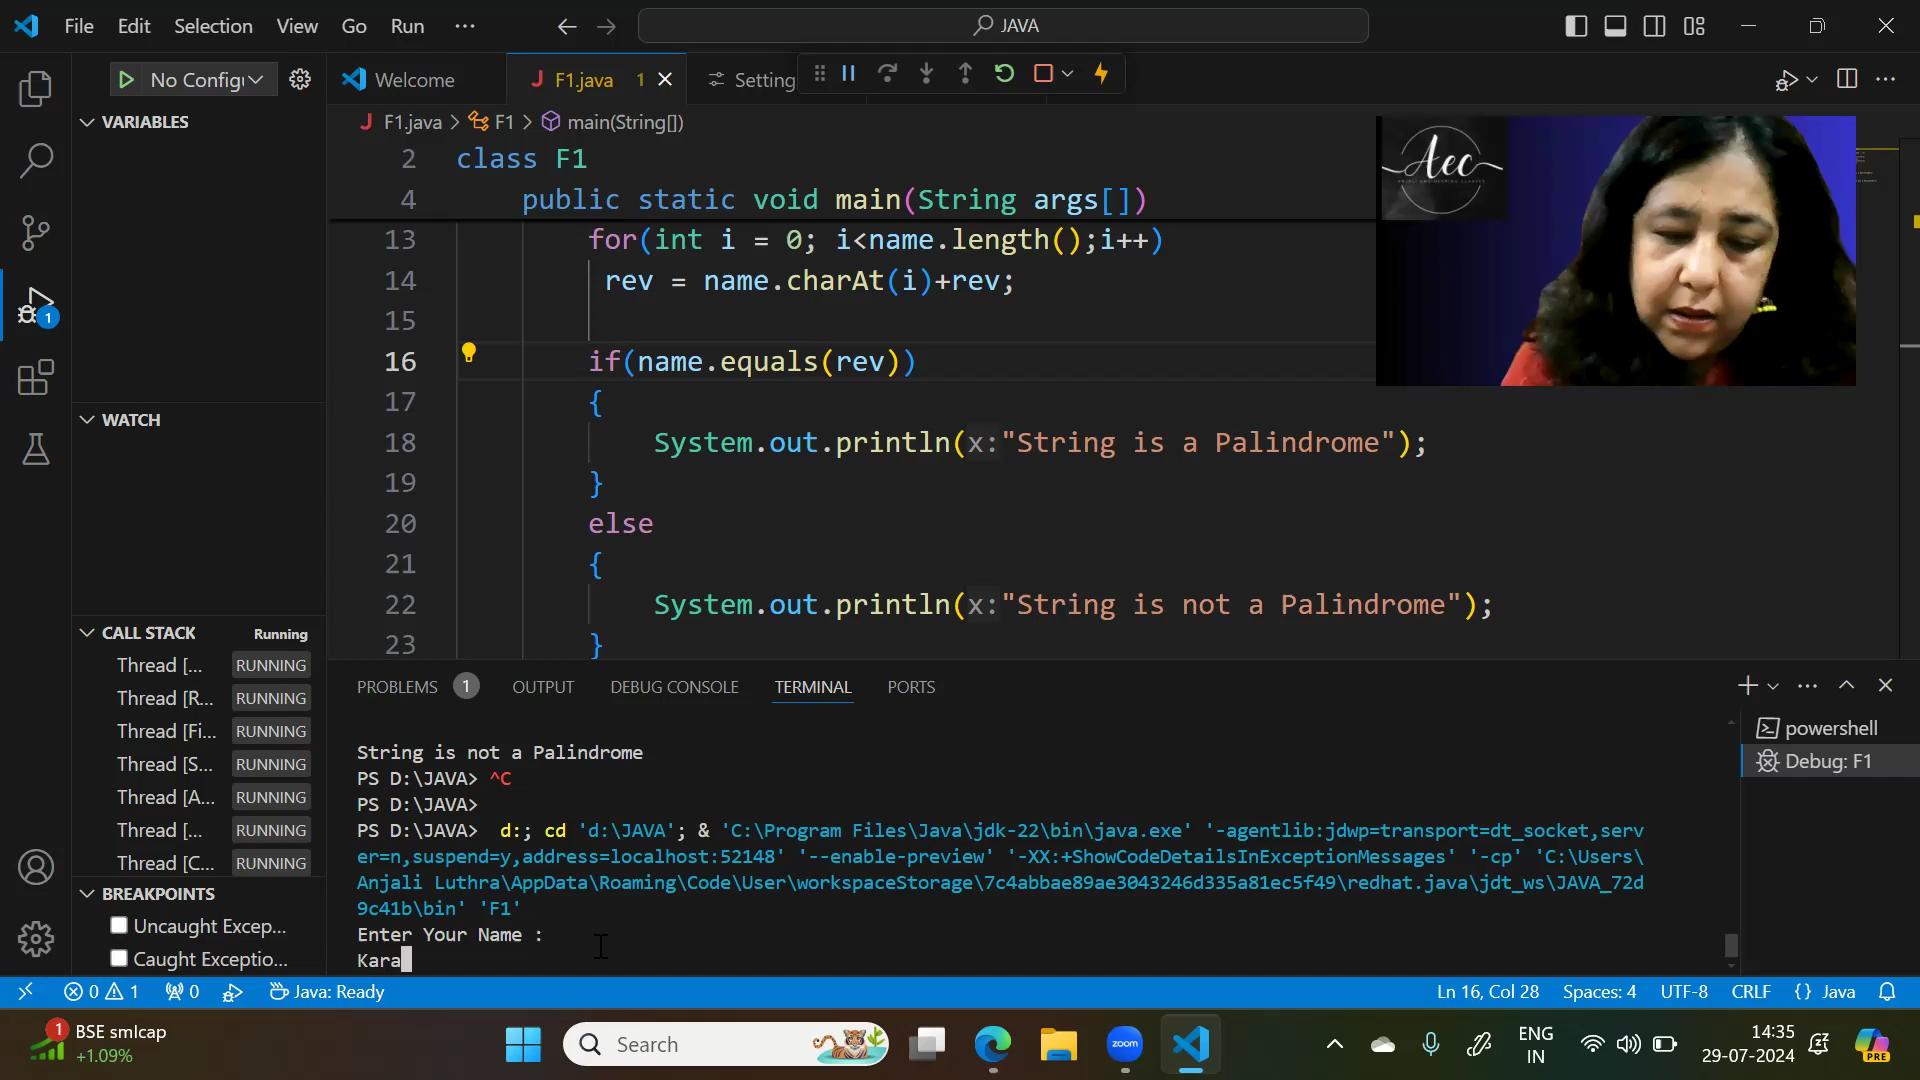 File Edit Selection View Go Run ··· JAVA
No Config Welcome J F1.java 1 Setting
J F1.java > F1 > main(String[])
VARIABLES
WATCH
CALL STACK Running
Thread [... RUNNING
Thread [R... RUNNING
Thread [Fi... RUNNING
Thread [S... RUNNING
Thread [A... RUNNING
Thread [... RUNNING
Thread [C... RUNNING
BREAKPOINTS
Uncaught Excep...
Caught Exceptio...
1
2 class F1
4 public static void main(String args[])
13 for(int i = 0; i<name.length();i++)
14 rev = name.charAt(i)+rev;
15
16 if(name.equals(rev))
17 {
18 System.out.println(x:"String is a Palindrome");
19 }
20 else
21 {
22 System.out.println(x:"String is not a Palindrome");
23 }
Aec
PROBLEMS 1 OUTPUT DEBUG CONSOLE TERMINAL PORTS
String is not a Palindrome
PS D:\JAVA> ^C
PS D:\JAVA>
PS D:\JAVA> d:; cd 'd:\JAVA'; & 'C:\Program Files\Java\jdk-22\bin\java.exe' '-agentlib:jdwp=transport=dt_socket,serv
er=n,suspend=y,address=localhost:52148' '--enable-preview' '-XX:+ShowCodeDetailsInExceptionMessages' '-cp' 'C:\Users\
Anjali Luthra\AppData\Roaming\Code\User\workspaceStorage\7c4abbae89ae3043246d335a81ec5f49\redhat.java\jdt_ws\JAVA_72d
9c41b\bin' 'F1'
Enter Your Name :
Kara
powershell
Debug: F1
0 1 0 Java: Ready Ln 16, Col 28 Spaces: 4 UTF-8 CRLF {} Java
1 BSE smlcap
+1.09%
Search
zoom
ENG
IN
14:35
29-07-2024
PRE